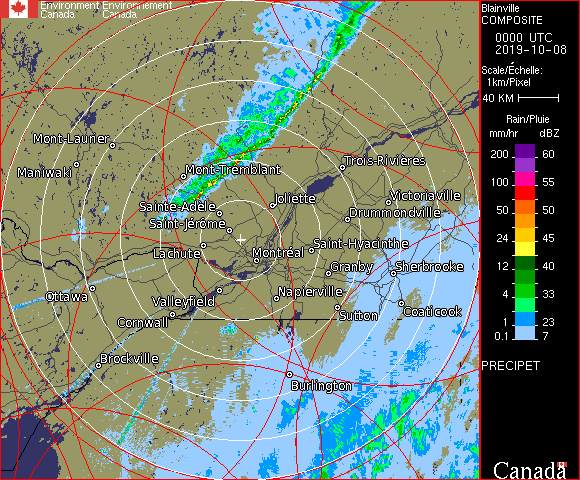 Environment Environnement
Canada Canada
Blainville
COMPOSITE
0000 UTC
2019-10-08
Scale/Échelle:
1km/Pixel
40 KM
Rain/Pluie
mm/hr dBZ
200 60
100 55
50 50
24 45
12 40
4 33
1 23
0.1 7
PRECIPET
Canada
Mont-Laurier
Maniwaki
Mont-Tremblant
Trois-Rivières
Sainte-Adèle
Joliette
Victoriaville
Drummondville
Saint-Jérôme
Lachute
Montréal
Saint-Hyacinthe
Granby
Sherbrooke
Ottawa
Valleyfield
Napierville
Cornwall
Sutton
Coaticook
Brockville
Burlington